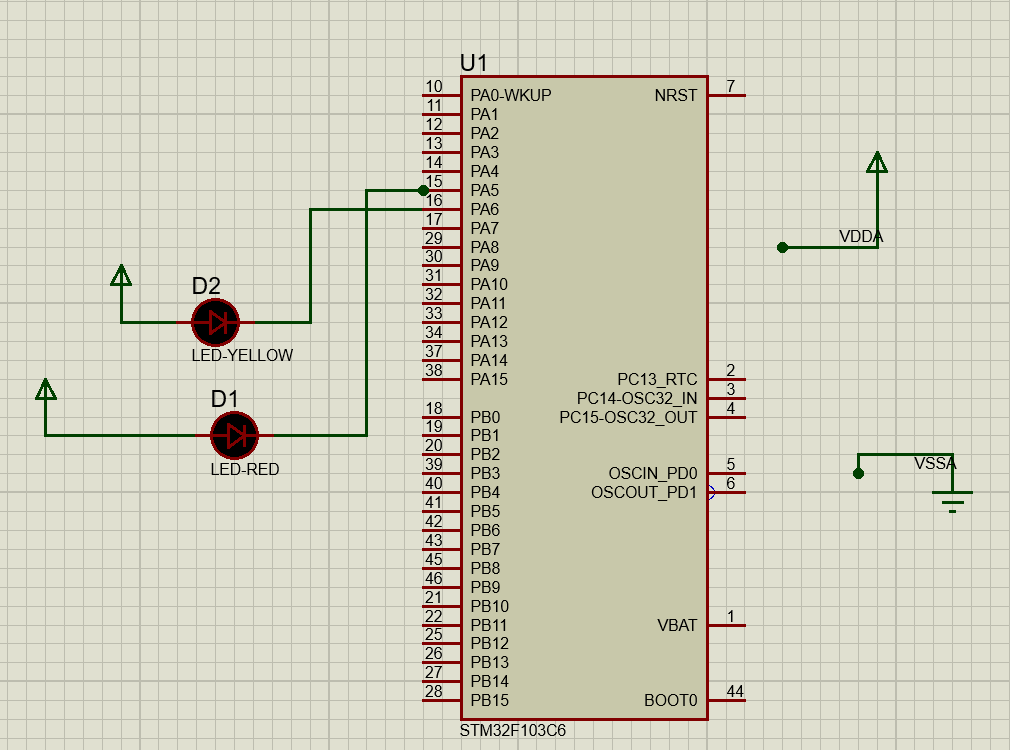 U1
10 PA0-WKUP NRST 7
11 PA1
12 PA2
13 PA3
14 PA4
15 PA5
16 PA6
17 PA7
29 PA8 VDDA
30 PA9
31 PA10
D2
32 PA11
33 PA12
34 PA13
LED-YELLOW
37 PA14
38 PA15 PC13_RTC 2
PC14-OSC32_IN 3
D1
18 PB0 PC15-OSC32_OUT 4
19 PB1
20 PB2
LED-RED
39 PB3 OSCIN_PD0 5 VSSA
40 PB4 OSCOUT_PD1 6
41 PB5
42 PB6
43 PB7
45 PB8
46 PB9
21 PB10
22 PB11 VBAT 1
25 PB12
26 PB13
27 PB14
28 PB15 BOOT0 44
STM32F103C6